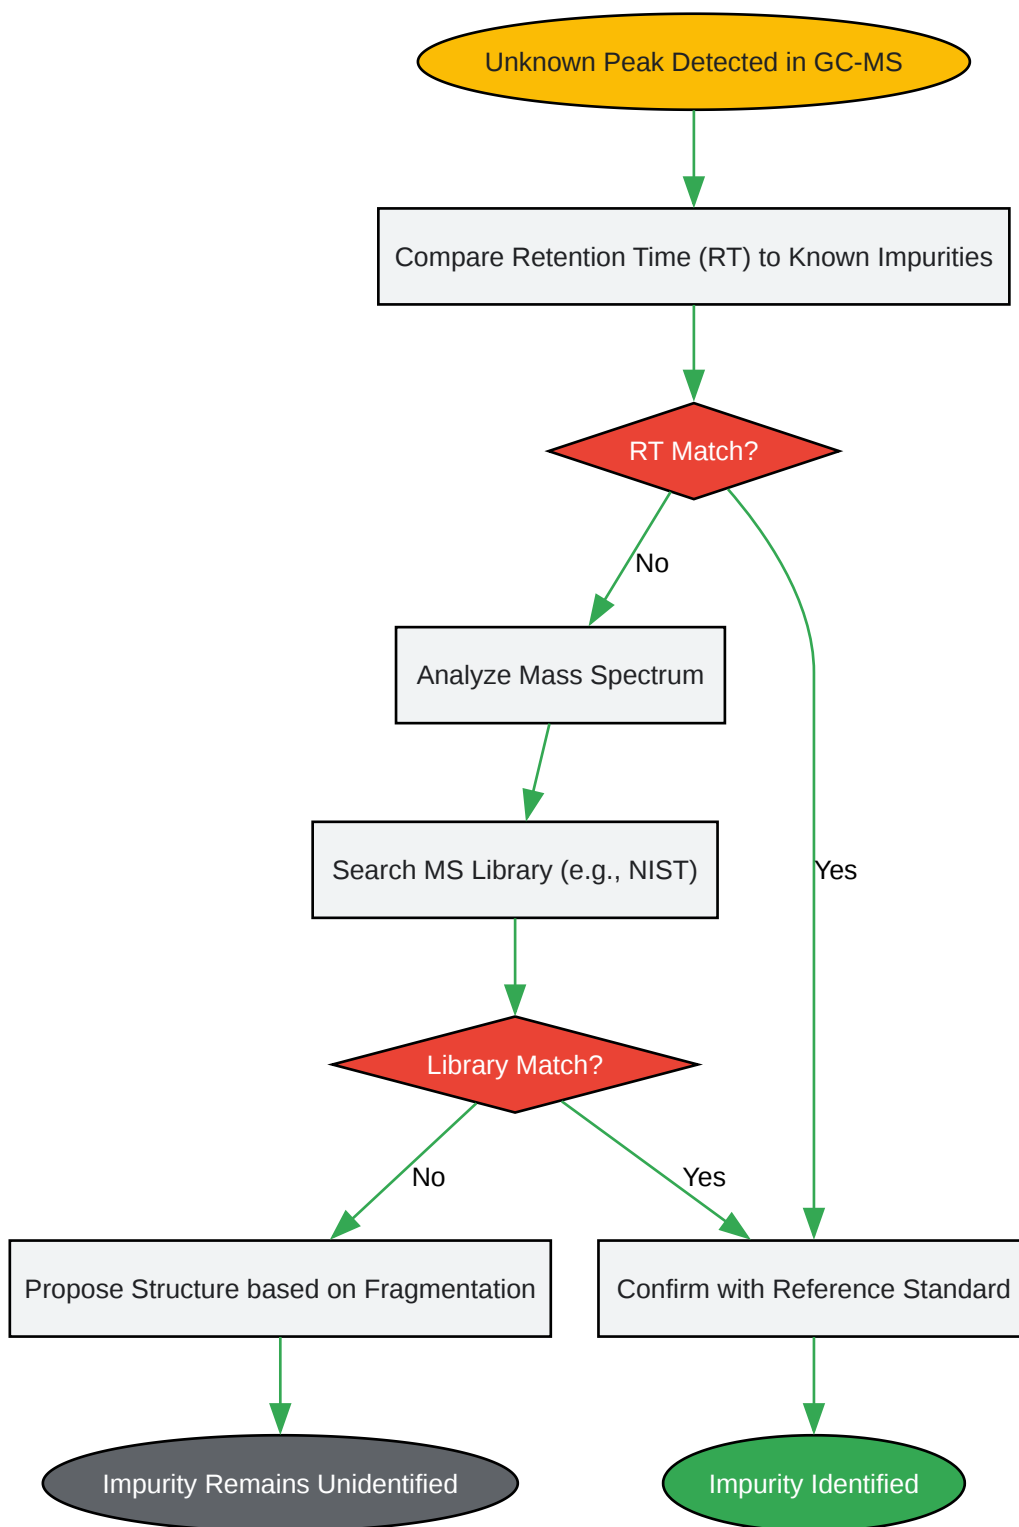 Unknown Peak Detected in GC-MS
Compare Retention Time (RT) to Known Impurities
RT Match?
No
Analyze Mass Spectrum
Search MS Library (e.g., NIST)
Yes
Library Match?
No
Yes
Propose Structure based on Fragmentation
Confirm with Reference Standard
Impurity Remains Unidentified
Impurity Identified